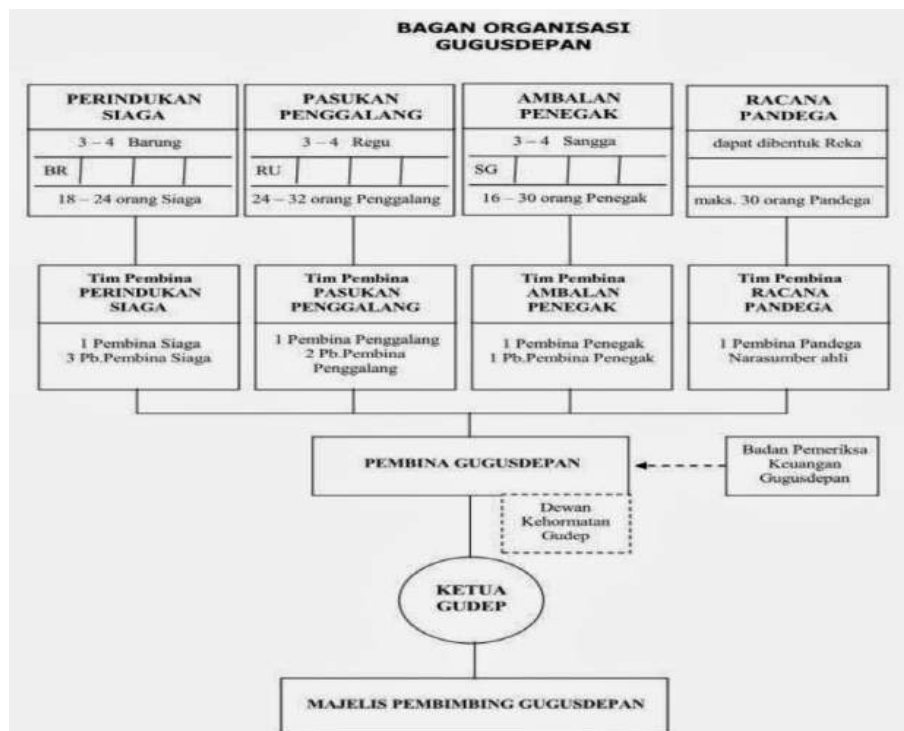 BAGAN ORGANISASI
GUGUSDEPAN
PERINDUKAN
SIAGA
3 – 4 Barung
BR
18 – 24 orang Siaga
PASUKAN
PENGGALANG
3 – 4 Regu
RU
24 – 32 orang Penggalang
AMBALAN
PENEGAK
3 – 4 Sangga
SG
16 – 30 orang Penegak
RACANA
PANDEGA
dapat dibentuk Reka
maks. 30 orang Pandega
Tim Pembina
PERINDUKAN
SIAGA
1 Pembina Siaga
3 Pb.Pembina Siaga
Tim Pembina
PASUKAN
PENGGALANG
1 Pembina Penggalang
2 Pb.Pembina
Penggalang
Tim Pembina
AMBALAN
PENEGAK
1 Pembina Penegak
1 Pb.Pembina Penegak
Tim Pembina
RACANA
PANDEGA
1 Pembina Pandega
Narasumber ahli
PEMBINA GUGUSDEPAN
Badan Pemeriksa
Keuangan
Gugusdepan
Dewan
Kehormatan
Gudep
KETUA
GUDEP
MAJELIS PEMBIMBING GUGUSDEPAN